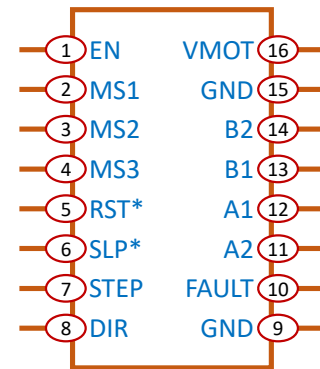 1 EN VMOT 16
2 MS1 GND 15
3 MS2 B2 14
4 MS3 B1 13
5 RST* A1 12
6 SLP* A2 11
7 STEP FAULT 10
8 DIR GND 9